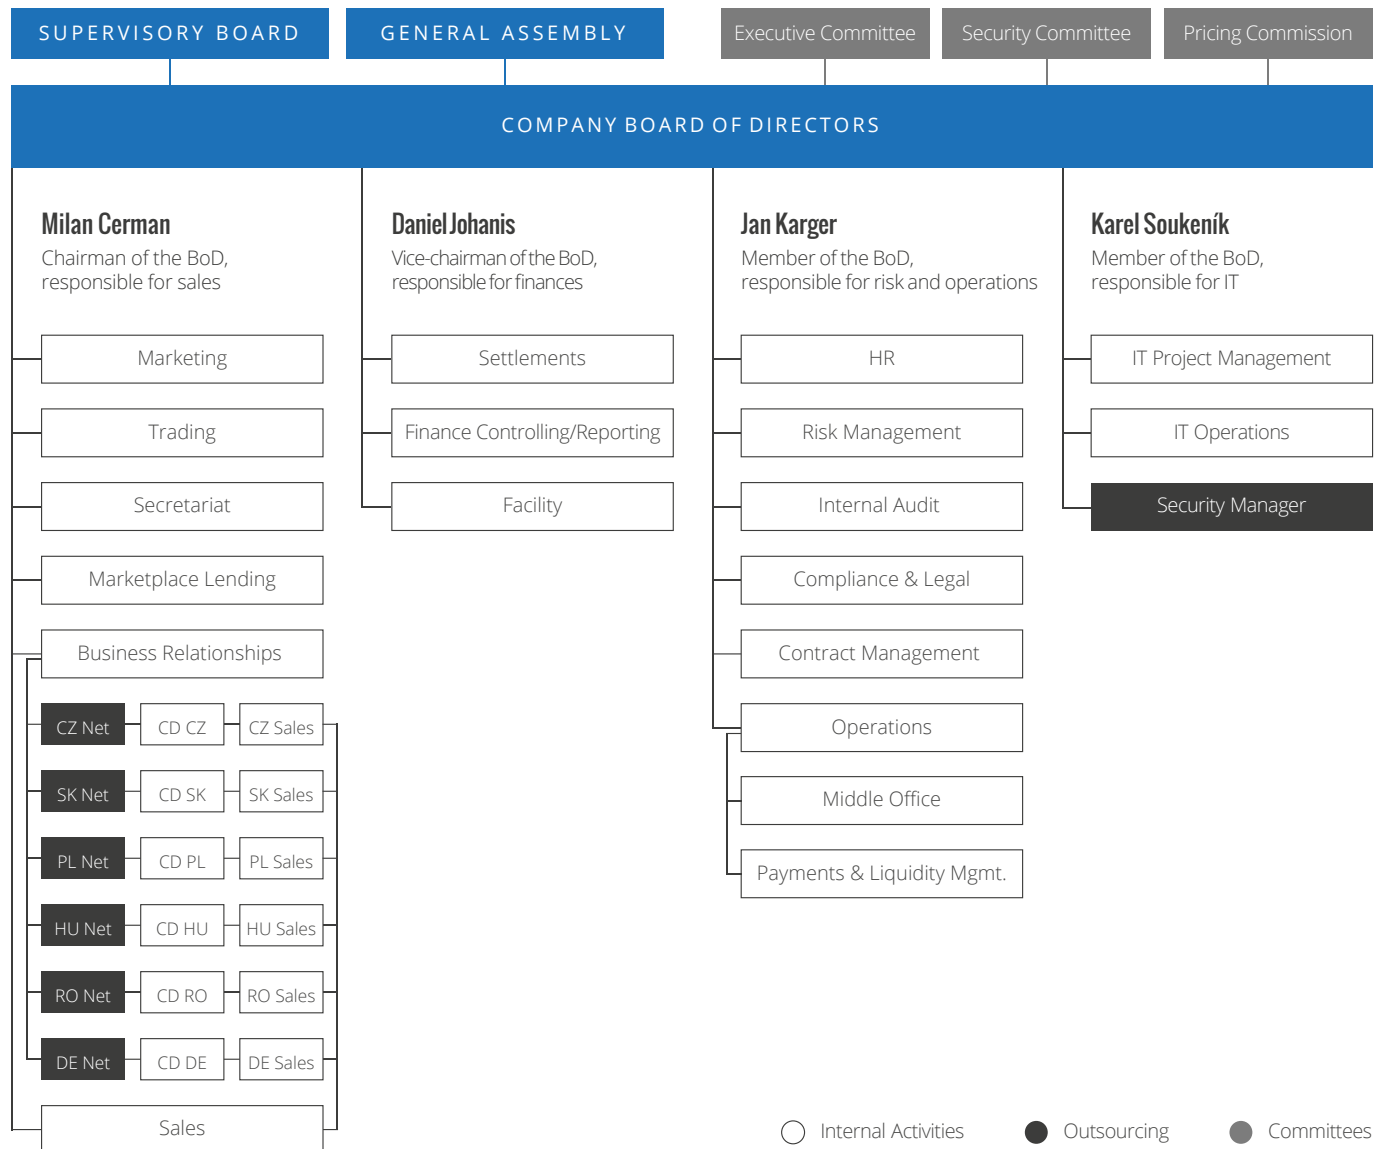 SUPERVISORY BOARD
GENERAL ASSEMBLY
Executive Committee
Security Committee
Pricing Commission
COMPANY BOARD OF DIRECTORS
Milan Cerman
Chairman of the BoD,
responsible for sales
Marketing
Trading
Secretariat
Marketplace Lending
Business Relationships
CZ Net
CD CZ
CZ Sales
SK Net
CD SK
SK Sales
PL Net
CD PL
PL Sales
HU Net
CD HU
HU Sales
RO Net
CD RO
RO Sales
DE Net
CD DE
DE Sales
Sales
Daniel Johanis
Vice-chairman of the BoD,
responsible for finances
Settlements
Finance Controlling/Reporting
Facility
Jan Karger
Member of the BoD,
responsible for risk and operations
HR
Risk Management
Internal Audit
Compliance & Legal
Contract Management
Operations
Middle Office
Payments & Liquidity Mgmt.
Karel Soukeník
Member of the BoD,
responsible for IT
IT Project Management
IT Operations
Security Manager
Internal Activities
Outsourcing
Committees